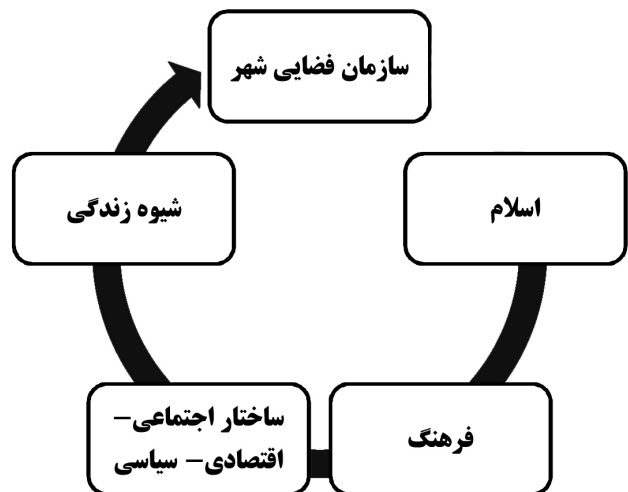 سازمان فضایی شهر
اسلام
شیوه زندگی
فرهنگ
ساختار اجتماعی–
اقتصادی– سیاسی